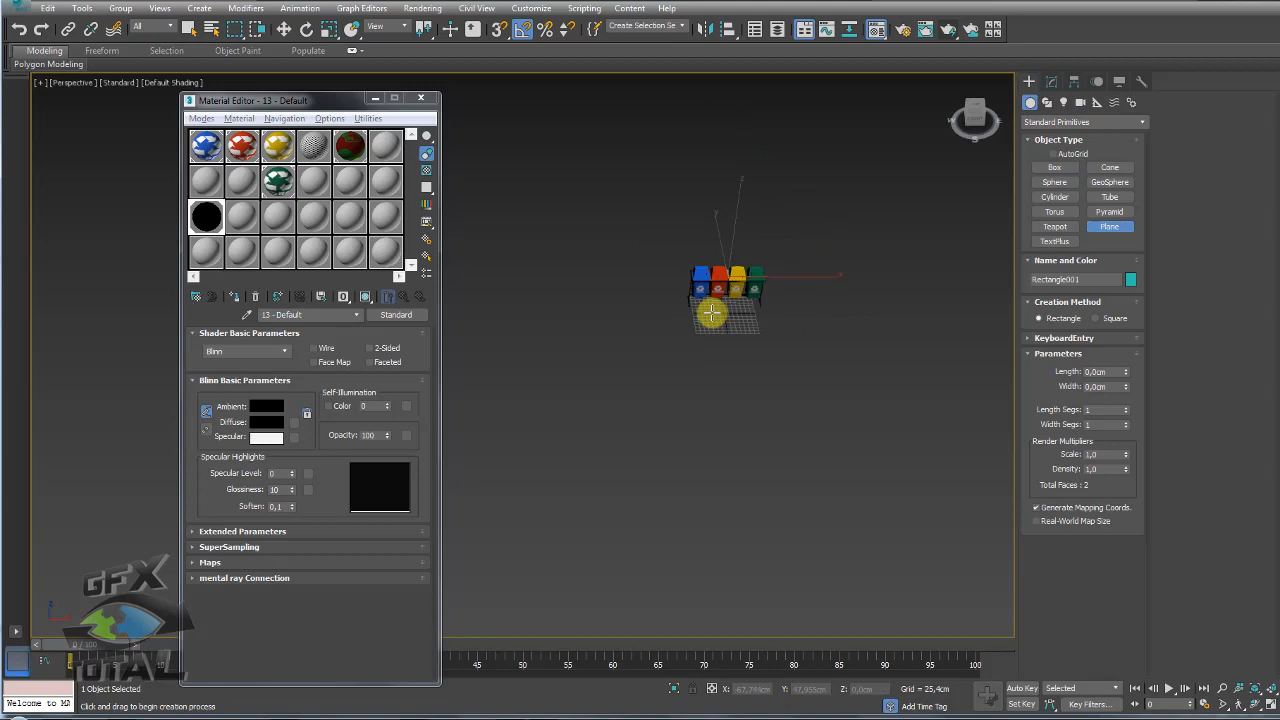 Edit Tools Group Views Create Modifiers Animation Graph Editors Rendering Civil View Customize Scripting Content Help
All View Create Selection Se
Modeling Freeform Selection Object Paint Populate
Polygon Modeling
[+] [Perspective] [Standard] [Default Shading]
Material Editor - 13 - Default
Modes Material Navigation Options Utilities
13 - Default Standard
Shader Basic Parameters
Blinn Wire 2-Sided
Face Map Faceted
Blinn Basic Parameters
Self-Illumination
Ambient: Color 0
Diffuse:
Specular: Opacity: 100
Specular Highlights
Specular Level: 0
Glossiness: 10
Soften: 0,1
Extended Parameters
SuperSampling
Maps
mental ray Connection
FRONT
W
S
Standard Primitives
Object Type
AutoGrid
Box Cone
Sphere GeoSphere
Cylinder Tube
Torus Pyramid
Teapot Plane
TextPlus
Name and Color
Rectangle001
Creation Method
Rectangle Square
KeyboardEntry
Parameters
Length: 0,0cm
Width: 0,0cm
Length Segs: 1
Width Segs: 1
Render Multipliers
Scale: 1,0
Density: 1,0
Total Faces : 2
Generate Mapping Coords.
Real-World Map Size
GFX
TOTAL
0 / 100
45 50 55 60 65 70 75 80 85 90 95 100
1 Object Selected X: -67,744cm Y: -97,955cm Z: 0,0cm Grid = 25,4cm Auto Key Selected
Welcome to MA Click and drag to begin creation process Add Time Tag Set Key Key Filters... 0